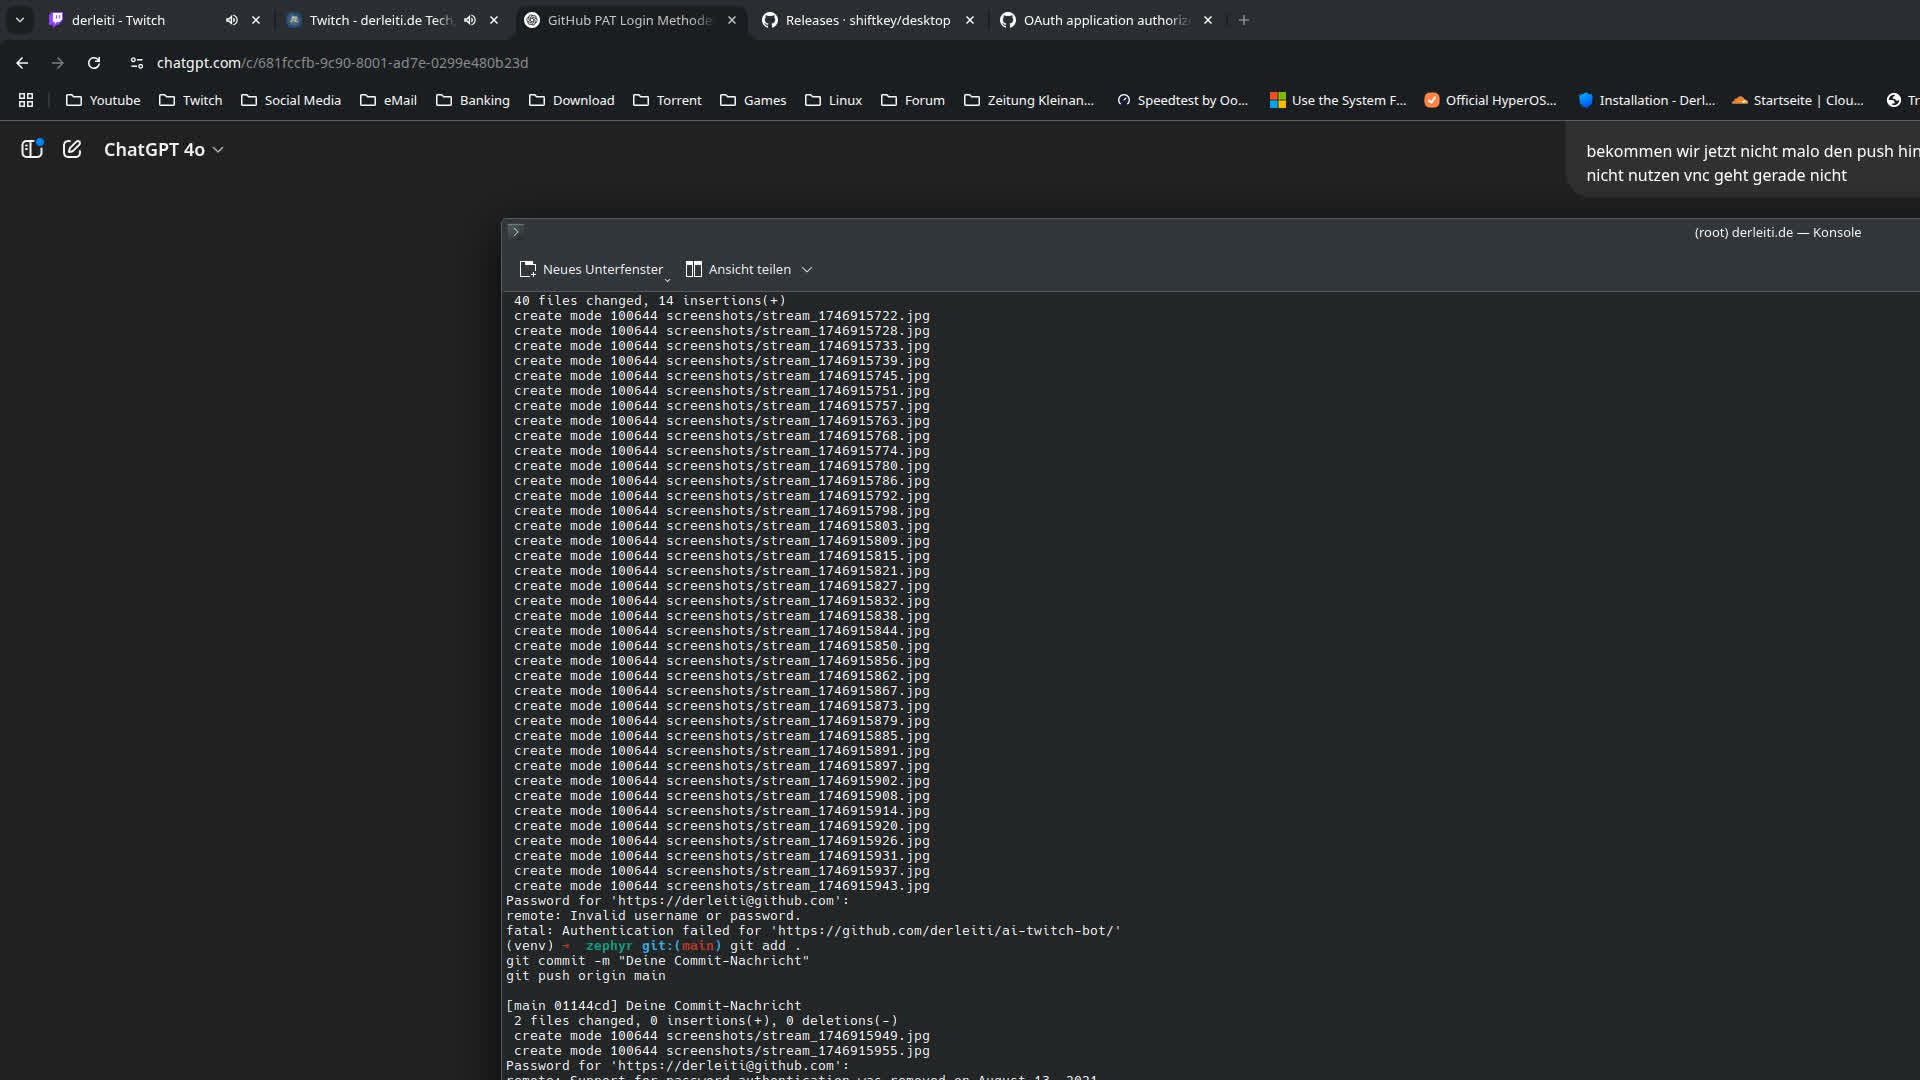 derleiti - Twitch
Twitch - derleiti.de Tech
GitHub PAT Login Methode
Releases · shiftkey/desktop
OAuth application authoriz
chatgpt.com/c/681fccfb-9c90-8001-ad7e-0299e480b23d
Youtube
Twitch
Social Media
eMail
Banking
Download
Torrent
Games
Linux
Forum
Zeitung Kleinan...
Speedtest by Oo...
Use the System F...
Official HyperOS...
Installation - Derl...
Startseite | Clou...
Tr
ChatGPT 4o
bekommen wir jetzt nicht malo den push hin
nicht nutzen vnc geht gerade nicht
(root) derleiti.de — Konsole
Neues Unterfenster
Ansicht teilen
40 files changed, 14 insertions(+)
create mode 100644 screenshots/stream_1746915722.jpg
create mode 100644 screenshots/stream_1746915728.jpg
create mode 100644 screenshots/stream_1746915733.jpg
create mode 100644 screenshots/stream_1746915739.jpg
create mode 100644 screenshots/stream_1746915745.jpg
create mode 100644 screenshots/stream_1746915751.jpg
create mode 100644 screenshots/stream_1746915757.jpg
create mode 100644 screenshots/stream_1746915763.jpg
create mode 100644 screenshots/stream_1746915768.jpg
create mode 100644 screenshots/stream_1746915774.jpg
create mode 100644 screenshots/stream_1746915780.jpg
create mode 100644 screenshots/stream_1746915786.jpg
create mode 100644 screenshots/stream_1746915792.jpg
create mode 100644 screenshots/stream_1746915798.jpg
create mode 100644 screenshots/stream_1746915803.jpg
create mode 100644 screenshots/stream_1746915809.jpg
create mode 100644 screenshots/stream_1746915815.jpg
create mode 100644 screenshots/stream_1746915821.jpg
create mode 100644 screenshots/stream_1746915827.jpg
create mode 100644 screenshots/stream_1746915832.jpg
create mode 100644 screenshots/stream_1746915838.jpg
create mode 100644 screenshots/stream_1746915844.jpg
create mode 100644 screenshots/stream_1746915850.jpg
create mode 100644 screenshots/stream_1746915856.jpg
create mode 100644 screenshots/stream_1746915862.jpg
create mode 100644 screenshots/stream_1746915867.jpg
create mode 100644 screenshots/stream_1746915873.jpg
create mode 100644 screenshots/stream_1746915879.jpg
create mode 100644 screenshots/stream_1746915885.jpg
create mode 100644 screenshots/stream_1746915891.jpg
create mode 100644 screenshots/stream_1746915897.jpg
create mode 100644 screenshots/stream_1746915902.jpg
create mode 100644 screenshots/stream_1746915908.jpg
create mode 100644 screenshots/stream_1746915914.jpg
create mode 100644 screenshots/stream_1746915920.jpg
create mode 100644 screenshots/stream_1746915926.jpg
create mode 100644 screenshots/stream_1746915931.jpg
create mode 100644 screenshots/stream_1746915937.jpg
create mode 100644 screenshots/stream_1746915943.jpg
Password for 'https://derleiti@github.com':
remote: Invalid username or password.
fatal: Authentication failed for 'https://github.com/derleiti/ai-twitch-bot/'
(venv) → zephyr git:(main) git add .
git commit -m "Deine Commit-Nachricht"
git push origin main
[main 01144cd] Deine Commit-Nachricht
2 files changed, 0 insertions(+), 0 deletions(-)
create mode 100644 screenshots/stream_1746915949.jpg
create mode 100644 screenshots/stream_1746915955.jpg
Password for 'https://derleiti@github.com':
remote: Support for password authentication was removed on August 13, 2021.